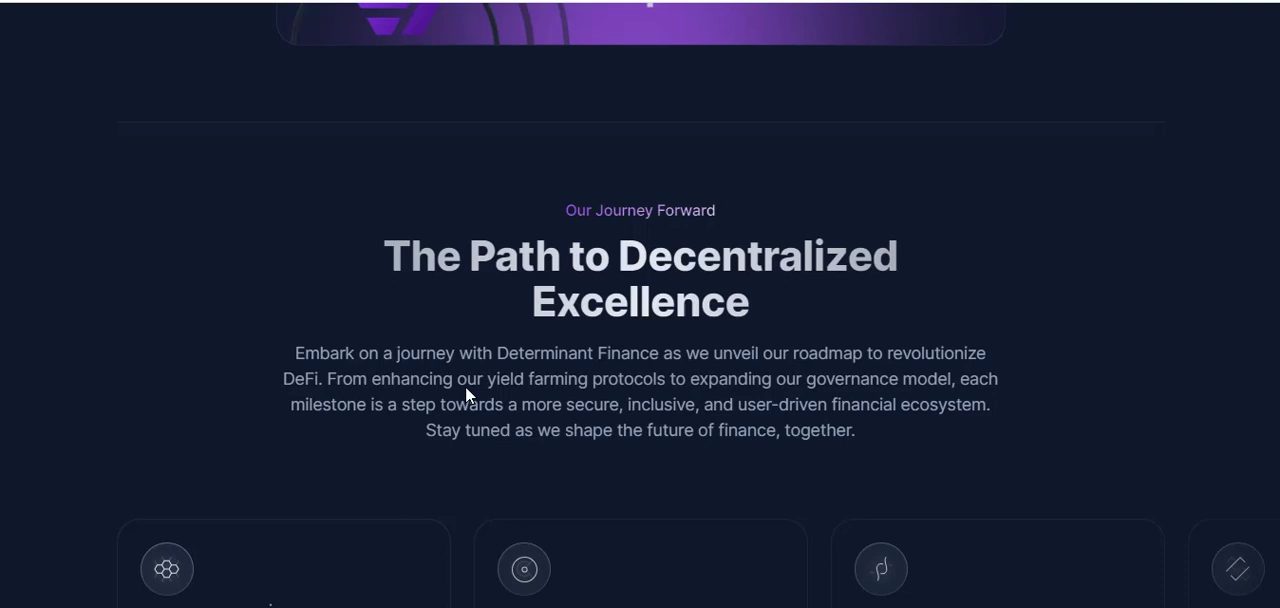 Our Journey Forward
The Path to Decentralized
Excellence
Embark on a journey with Determinant Finance as we unveil our roadmap to revolutionize
DeFi. From enhancing our yield farming protocols to expanding our governance model, each
milestone is a step towards a more secure, inclusive, and user-driven financial ecosystem.
Stay tuned as we shape the future of finance, together.